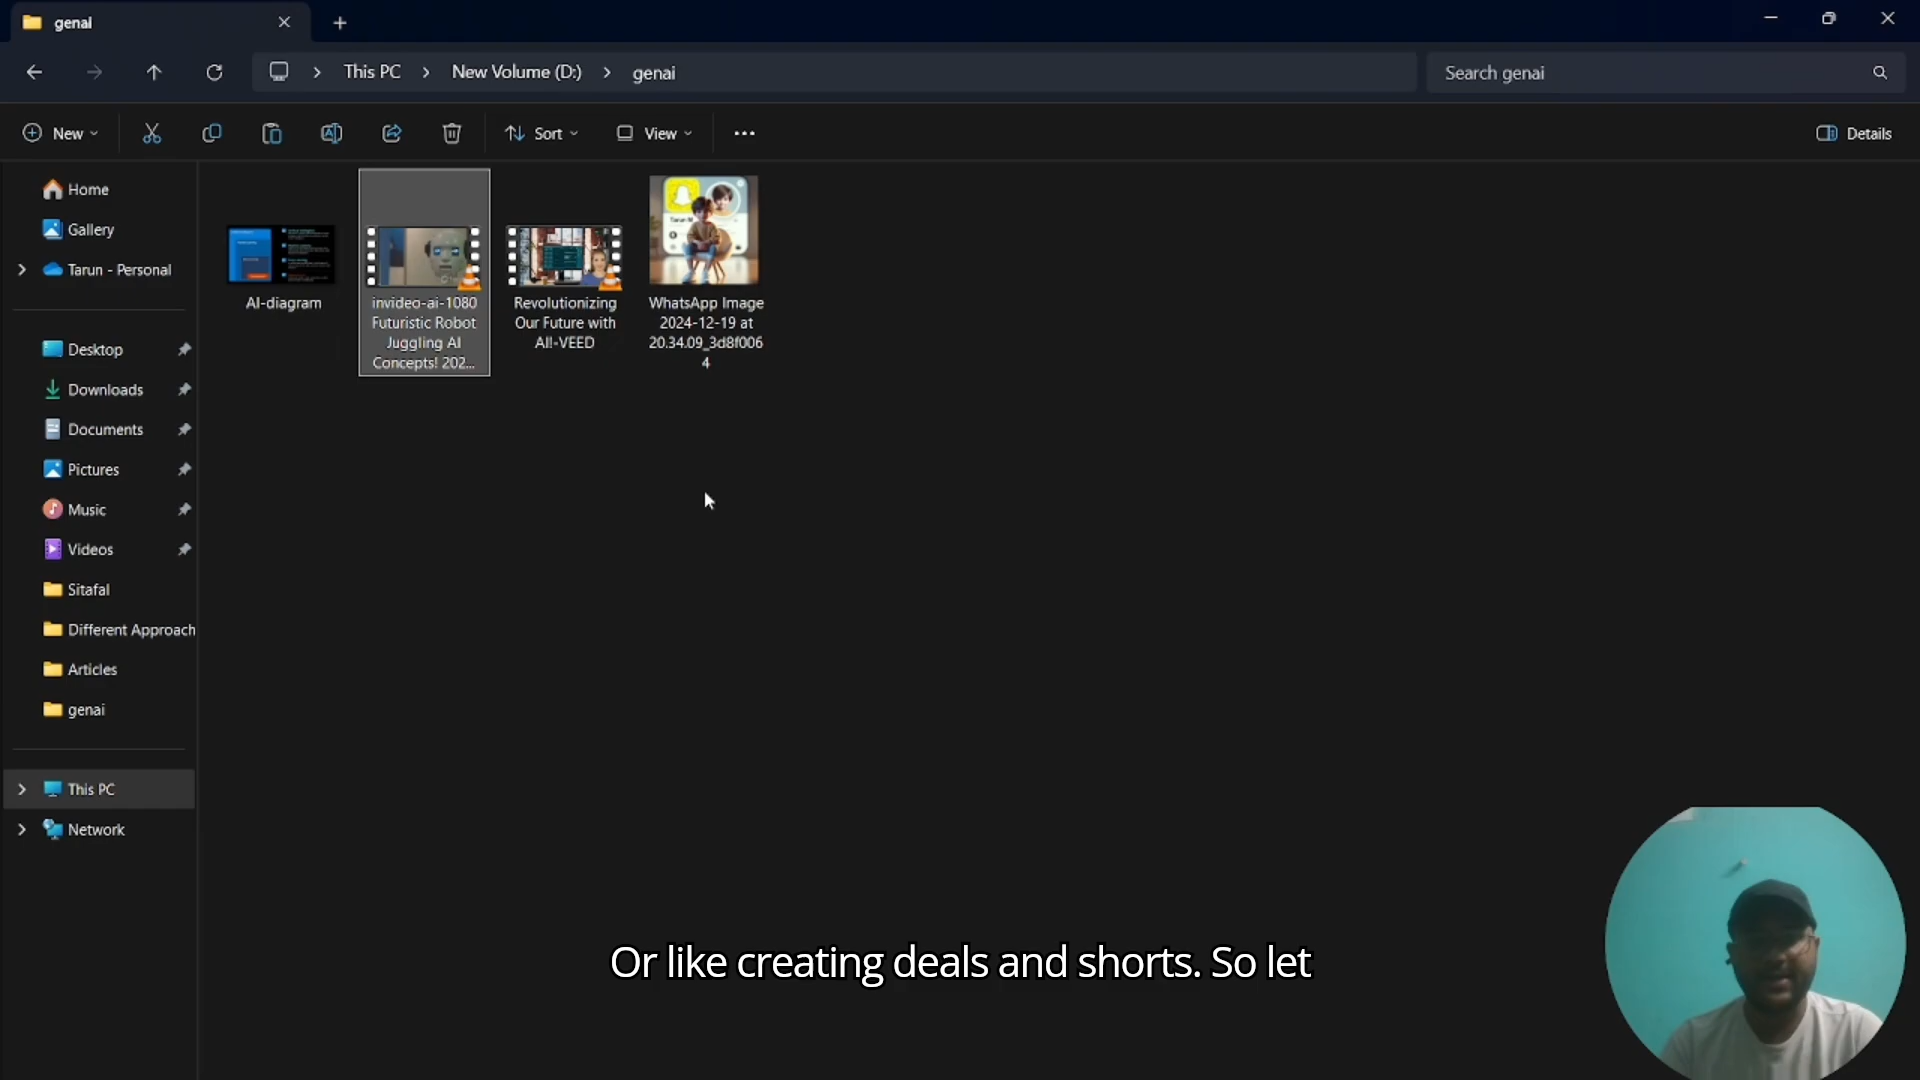 genai
This PC
New Volume (D:)
genai
Search genai
New
Sort
View
Details
Home
Gallery
Tarun - Personal
Desktop
Downloads
Documents
Pictures
Music
Videos
Sitafal
Different Approach
Articles
genai
This PC
Network
AI-diagram
invideo-ai-1080
Futuristic Robot
Juggling AI
Concepts! 202...
Revolutionizing
Our Future with
AI!-VEED
WhatsApp Image
2024-12-19 at
20.34.09_3d8f006
4
Or like creating deals and shorts. So let